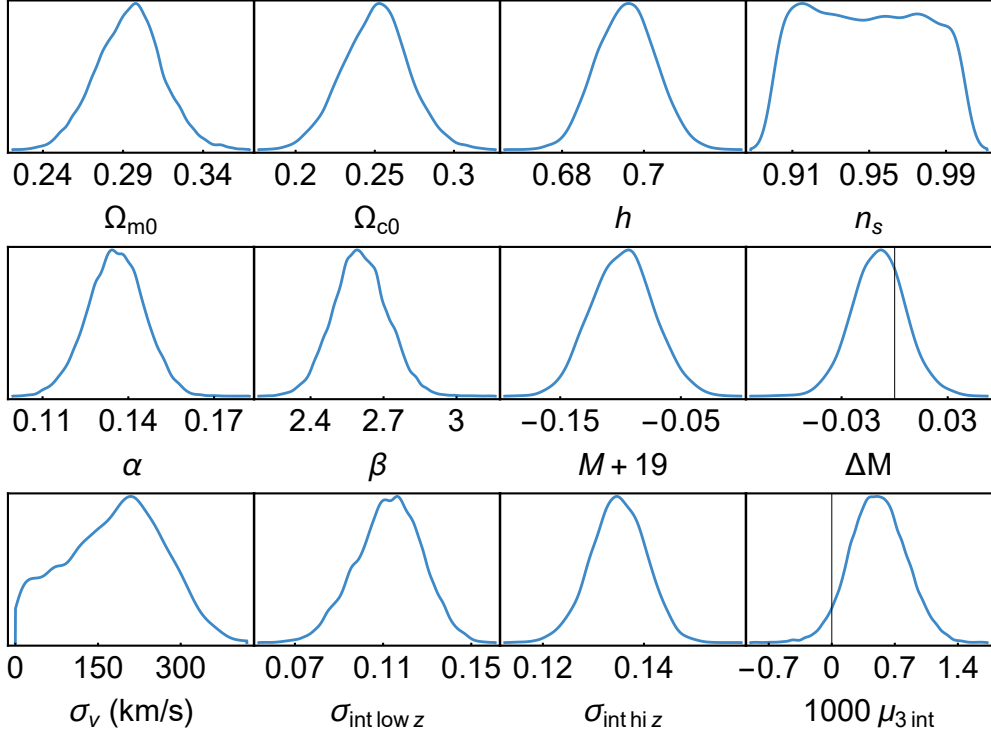 0.24 0.29 0.34 0.2 0.25 0.3 0.68 0.7 0.91 0.95 0.99
Ωm0 Ωc0 h ns
0.11 0.14 0.17 2.4 2.7 3 −0.15 −0.05 −0.03 0.03
α β M + 19 ΔM
0 150 300 0.07 0.11 0.15 0.12 0.14 −0.7 0 0.7 1.4
σv (km/s) σint low z σint hi z 1000 μ3 int